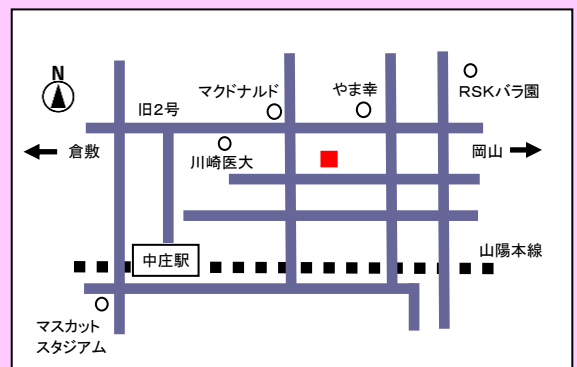 N
マクドナルド
やま幸
RSKバラ園
旧2号
倉敷
川崎医大
岡山
山陽本線
中庄駅
マスカット
スタジアム